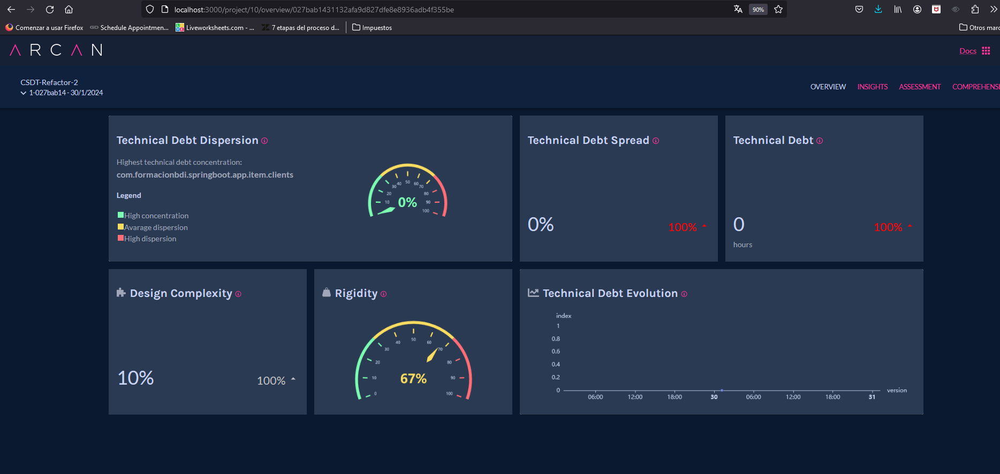 localhost:3000/project/10/overview/027bab1431132afa9d827dfe8e8936adb4f355be
90%
Comenzar a usar Firefox
Schedule Appointmen...
Liveworksheets.com - ...
7 etapas del proceso d...
Impuestos
Otros marc
ARCAN
Docs
CSDT-Refactor-2
1-027bab14 - 30/1/2024
OVERVIEW
INSIGHTS
ASSESSMENT
COMPREHENSI
Technical Debt Dispersion
Highest technical debt concentration:
com.formacionbdi.springboot.app.item.clients
Legend
High concentration
Avarage dispersion
High dispersion
10
20
30
40
50
60
70
80
90
100
0%
Technical Debt Spread
0%
100%
Technical Debt
0
100%
hours
Design Complexity
10%
100%
Rigidity
0
10
20
30
40
50
60
70
80
90
100
67%
Technical Debt Evolution
index
1
0.8
0.6
0.4
0.2
0
version
06:00
12:00
18:00
30
06:00
12:00
18:00
31